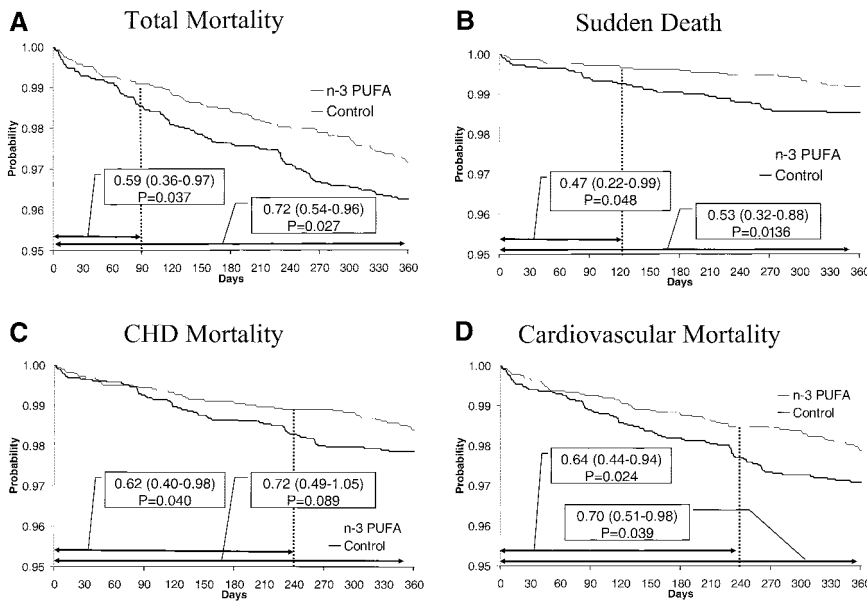 A Total Mortality
1.00
0.99
0.98
0.97
0.96
0.95
Probability
n-3 PUFA
Control
0.59 (0.36-0.97)
P=0.037
0.72 (0.54-0.96)
P=0.027
0 30 60 90 120 150 180 210 240 270 300 330 360
Days
B Sudden Death
1.00
0.99
0.98
0.97
0.96
0.95
Probability
n-3 PUFA
Control
0.47 (0.22-0.99)
P=0.048
0.53 (0.32-0.88)
P=0.0136
0 30 60 90 120 150 180 210 240 270 300 330 360
Days
C CHD Mortality
1.00
0.99
0.98
0.97
0.96
0.95
Probability
0.62 (0.40-0.98)
P=0.040
0.72 (0.49-1.05)
P=0.089
n-3 PUFA
Control
0 30 60 90 120 150 180 210 240 270 300 330 360
Days
D Cardiovascular Mortality
1.00
0.99
0.98
0.97
0.96
0.95
Probability
n-3 PUFA
Control
0.64 (0.44-0.94)
P=0.024
0.70 (0.51-0.98)
P=0.039
0 30 60 90 120 150 180 210 240 270 300 330 360
Days